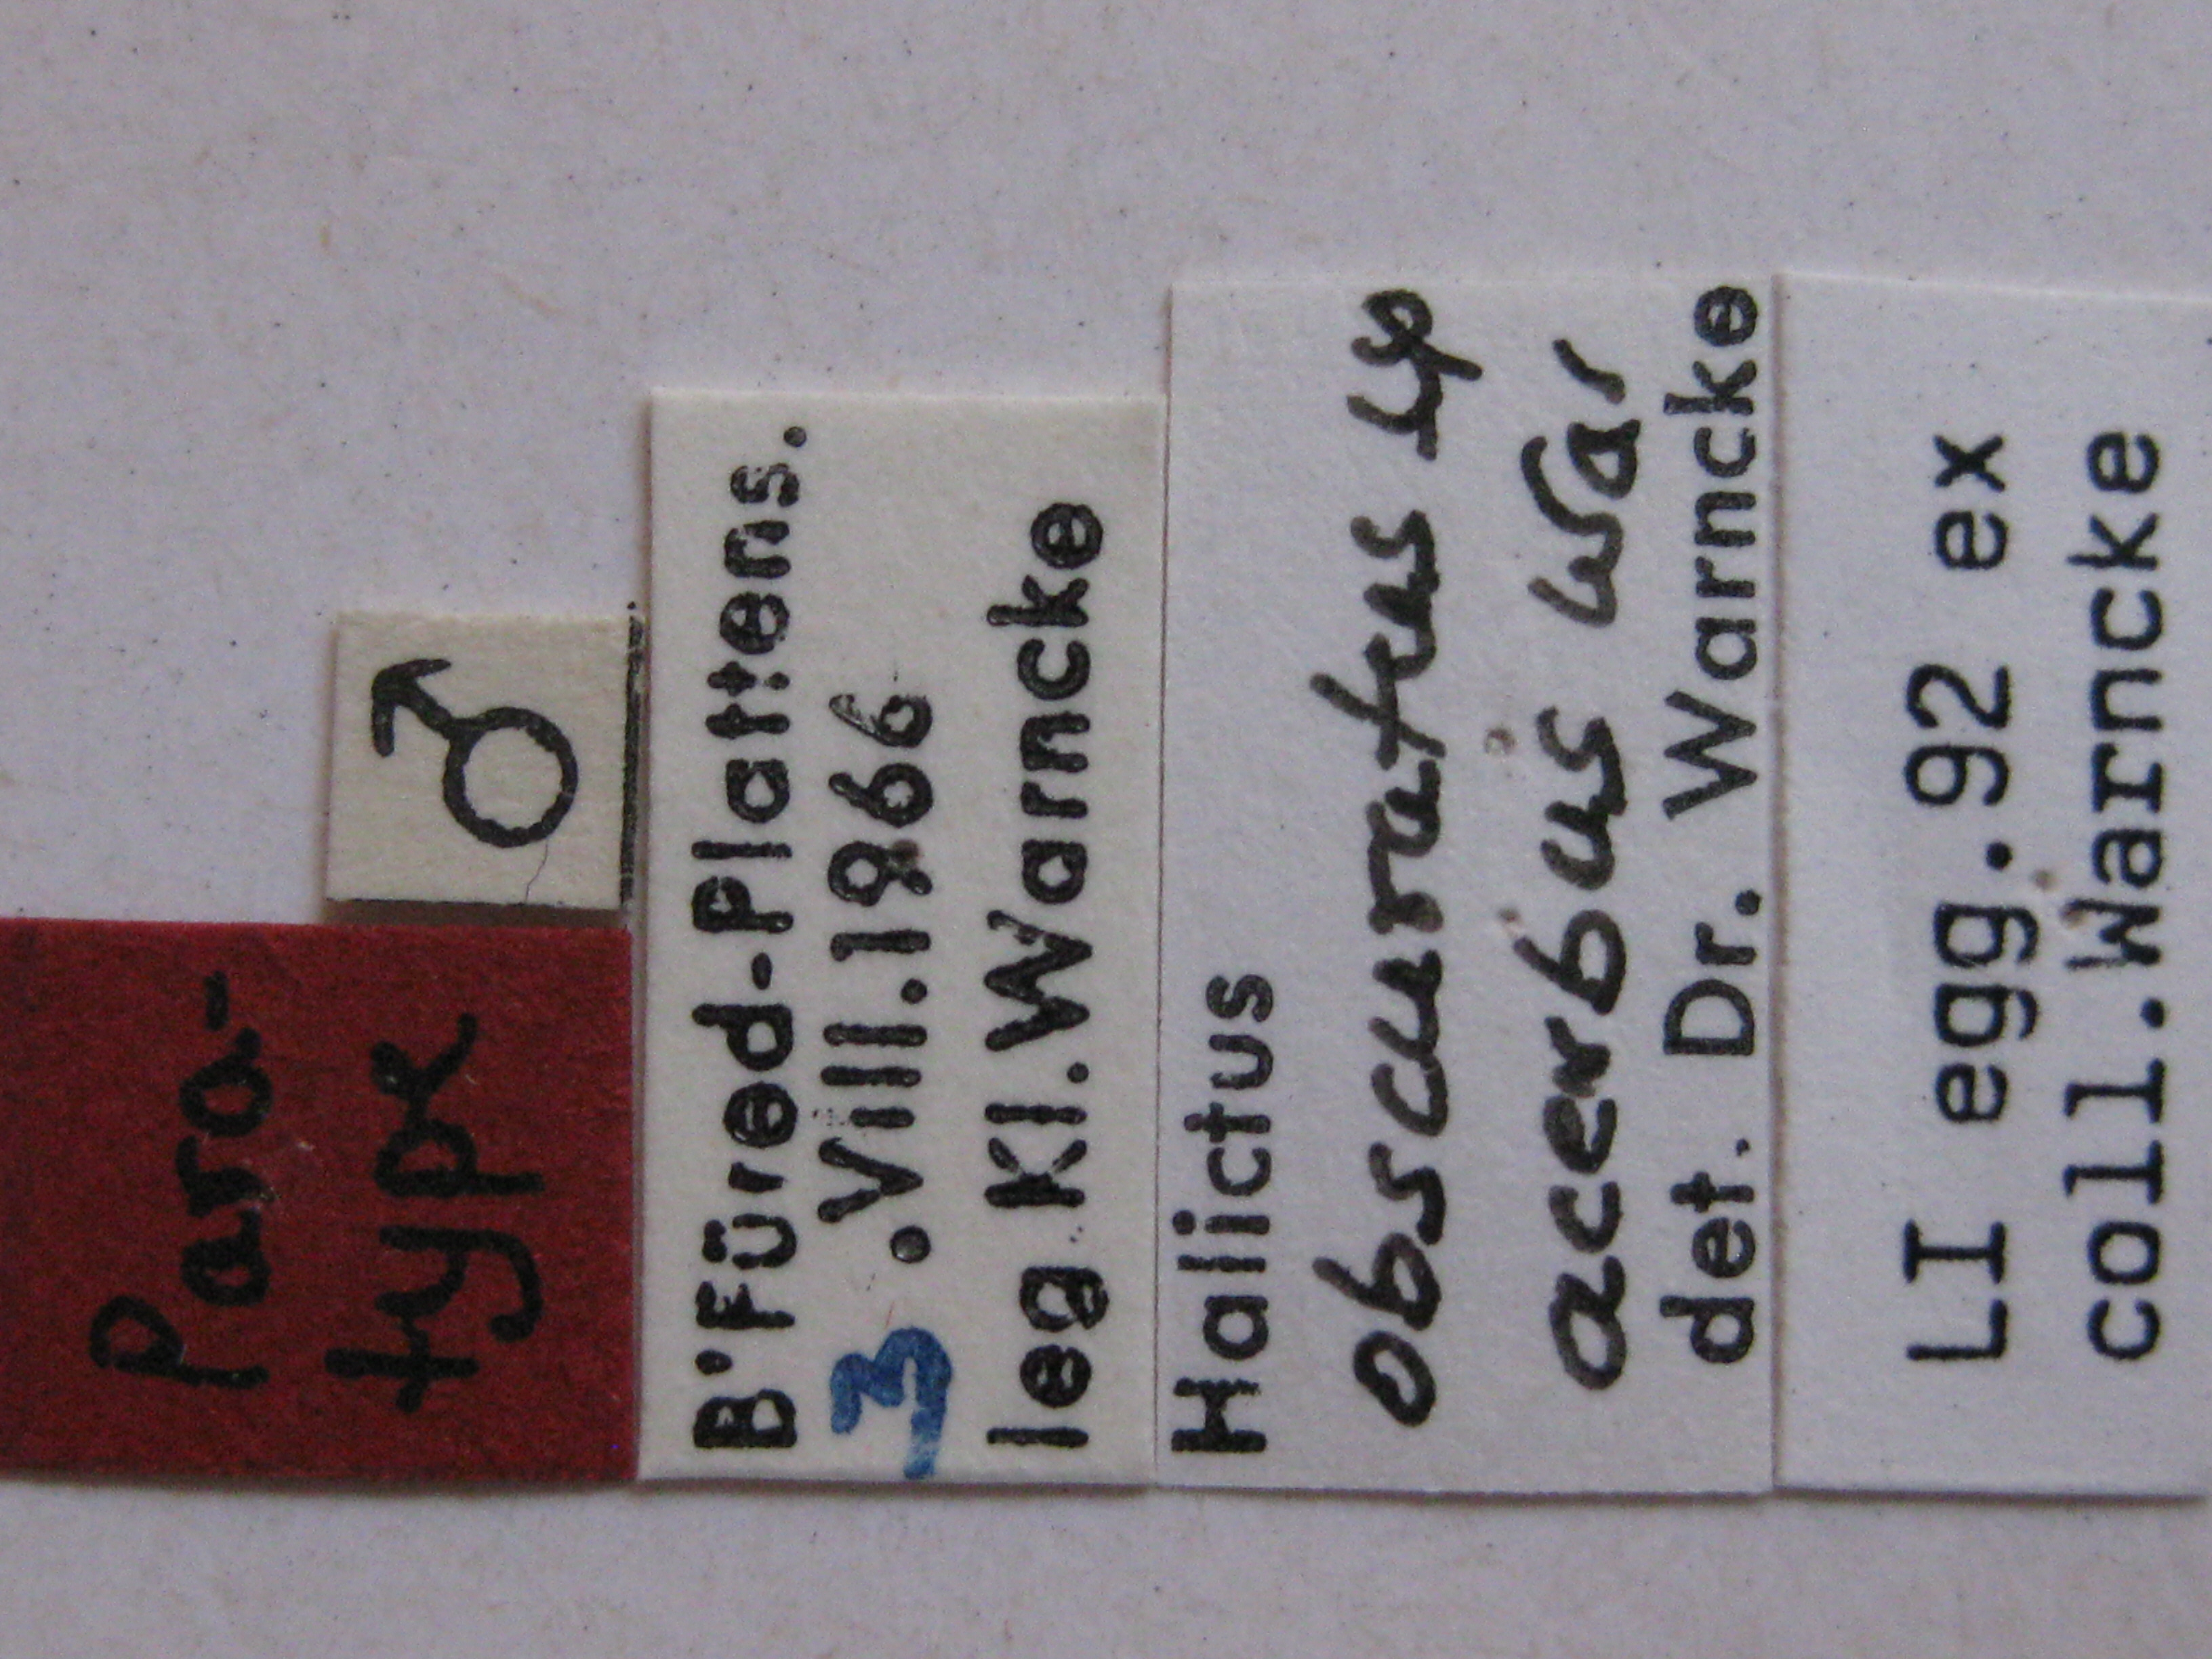 Para-
type
♂
B'Füred-Plattens.
3.VIII.1966
leg Kl.Warncke
Halictus
obscuratus ssp
acerbus War
det. Dr. Warncke
LI egg.92 ex
coll.Warncke